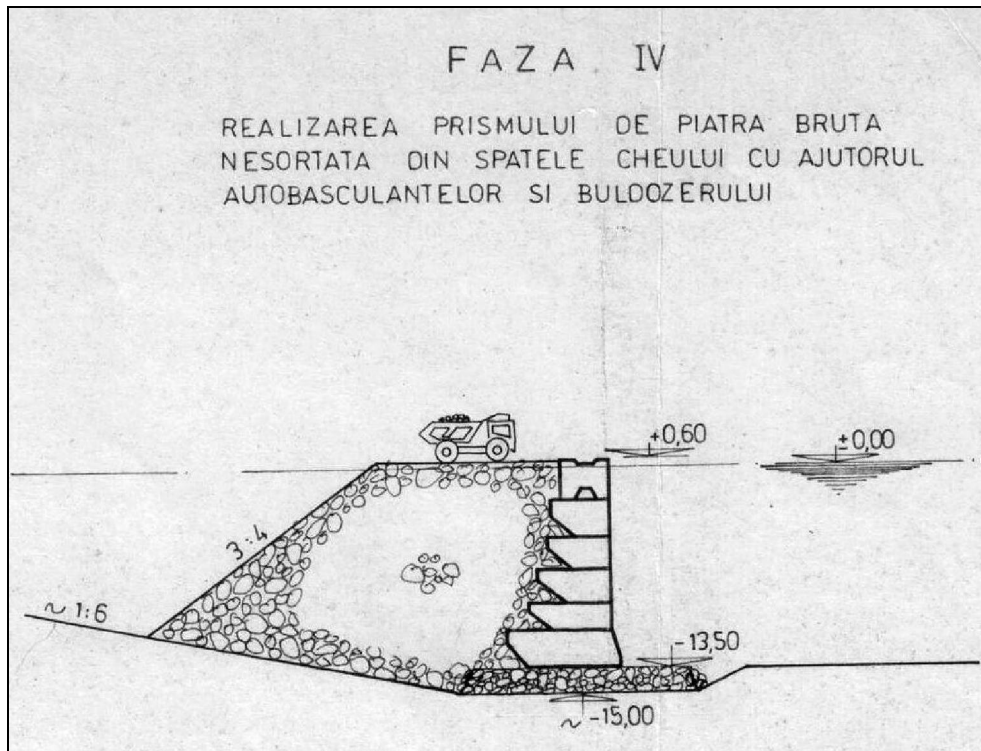 FAZA IV
REALIZAREA PRISMULUI DE PIATRA BRUTA
NESORTATA DIN SPATELE CHEULUI CU AJUTORUL
AUTOBASCULANTELOR SI BULDOZERULUI
+0,60
±0,00
3:4
~ 1:6
-13,50
~ -15,00